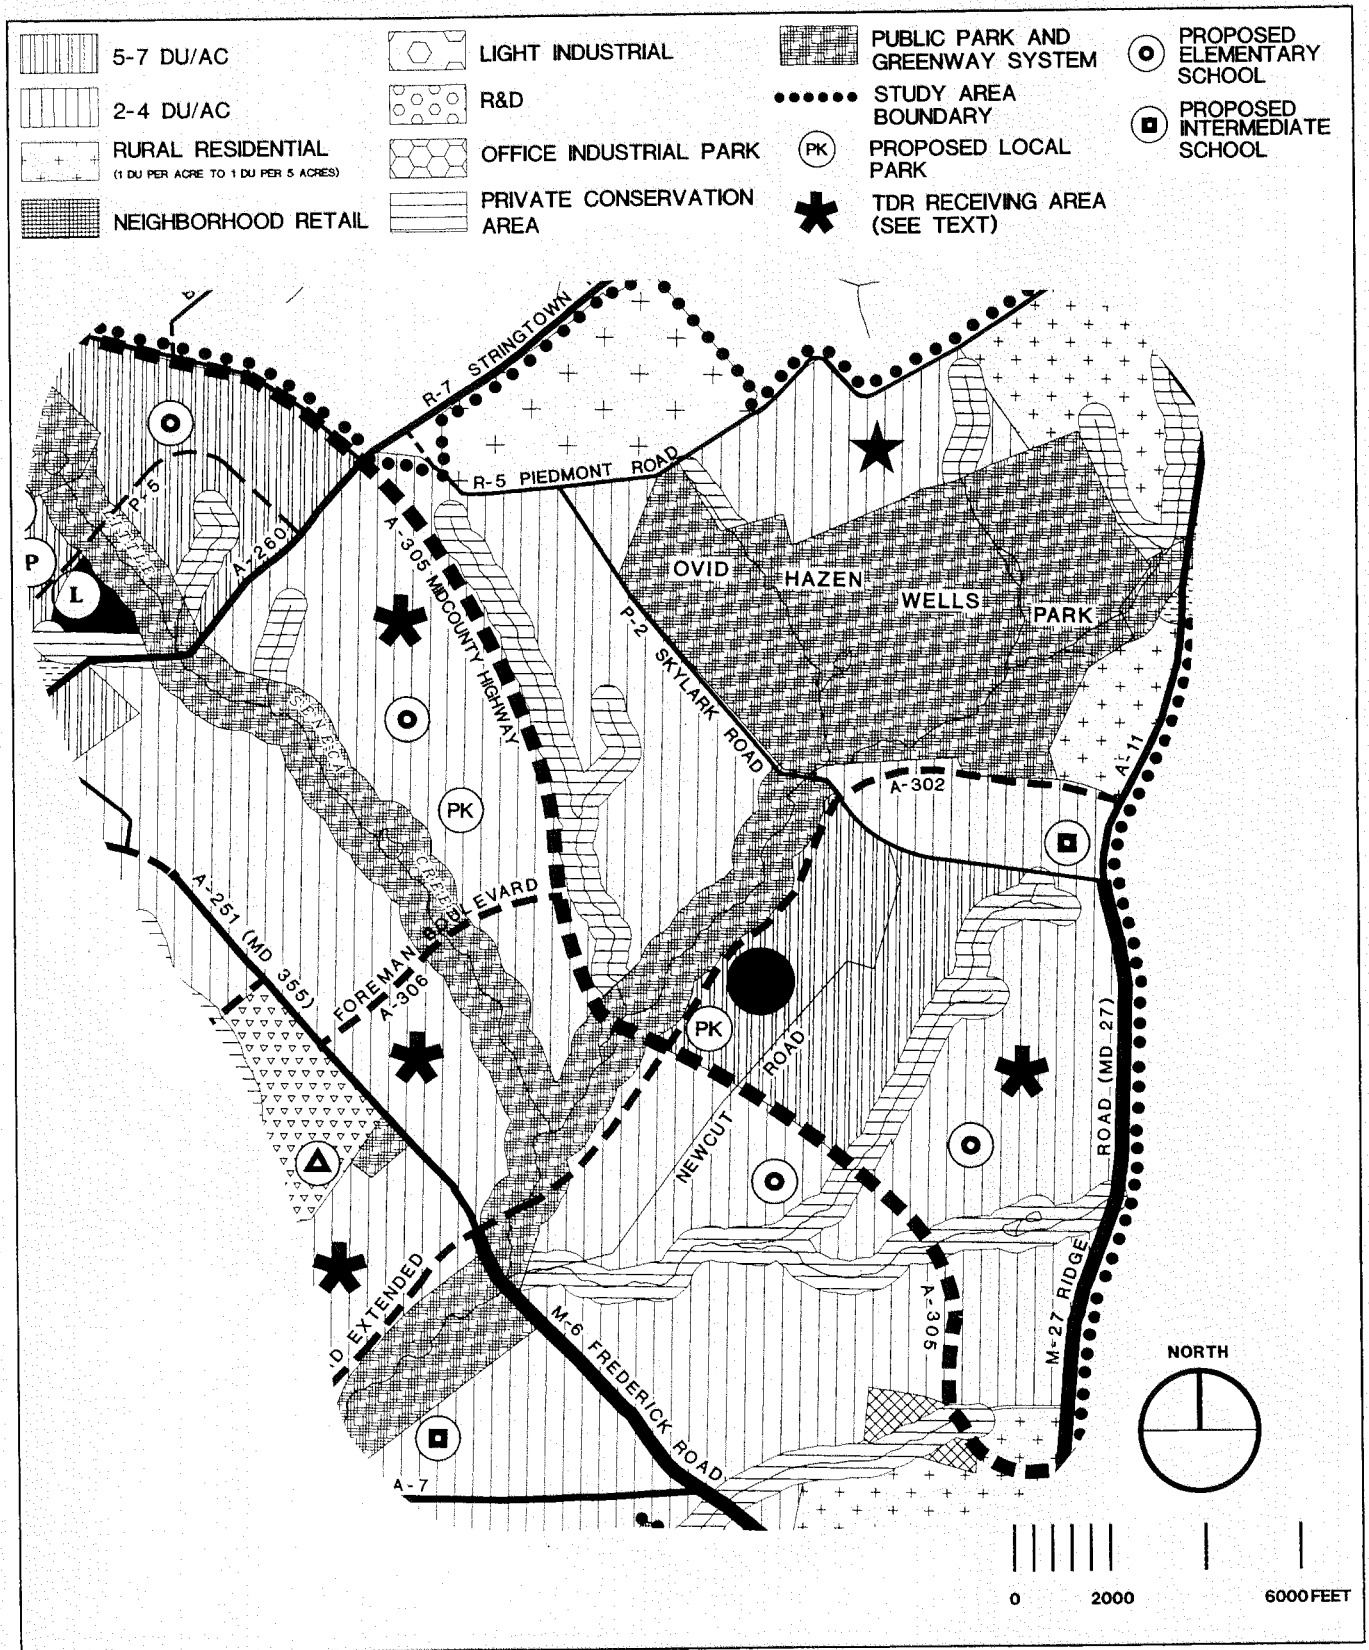 5-7 DU/AC
2-4 DU/AC
RURAL RESIDENTIAL
(1 DU PER ACRE TO 1 DU PER 5 ACRES)
NEIGHBORHOOD RETAIL
LIGHT INDUSTRIAL
R&D
OFFICE INDUSTRIAL PARK
PRIVATE CONSERVATION
AREA
PUBLIC PARK AND
GREENWAY SYSTEM
STUDY AREA
BOUNDARY
PK
PROPOSED LOCAL
PARK
TDR RECEIVING AREA
(SEE TEXT)
PROPOSED
ELEMENTARY
SCHOOL
PROPOSED
INTERMEDIATE
SCHOOL
R-7 STRINGTOWN
R-5 PIEDMONT ROAD
P-5
LITTLE
A-260
P
L
A-305 MIDCOUNTY HIGHWAY
OVID
HAZEN
WELLS
PARK
P-2 SKYLARK ROAD
SENECA
A-11
A-302
PK
CREEK
A-251 (MD 355)
FOREMAN BOULEVARD
A-306
PK
NEWCUT ROAD
M-27 RIDGE ROAD (MD 27)
D EXTENDED
A-305
M-6 FREDERICK ROAD
A-7
NORTH
0
2000
6000 FEET